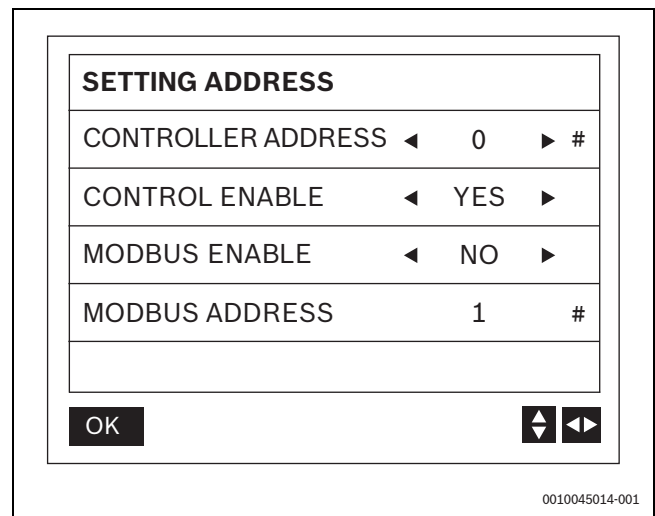 SETTING ADDRESS
CONTROLLER ADDRESS ◄ 0 ► #
CONTROL ENABLE ◄ YES ►
MODBUS ENABLE ◄ NO ►
MODBUS ADDRESS 1 #
OK
0010045014-001